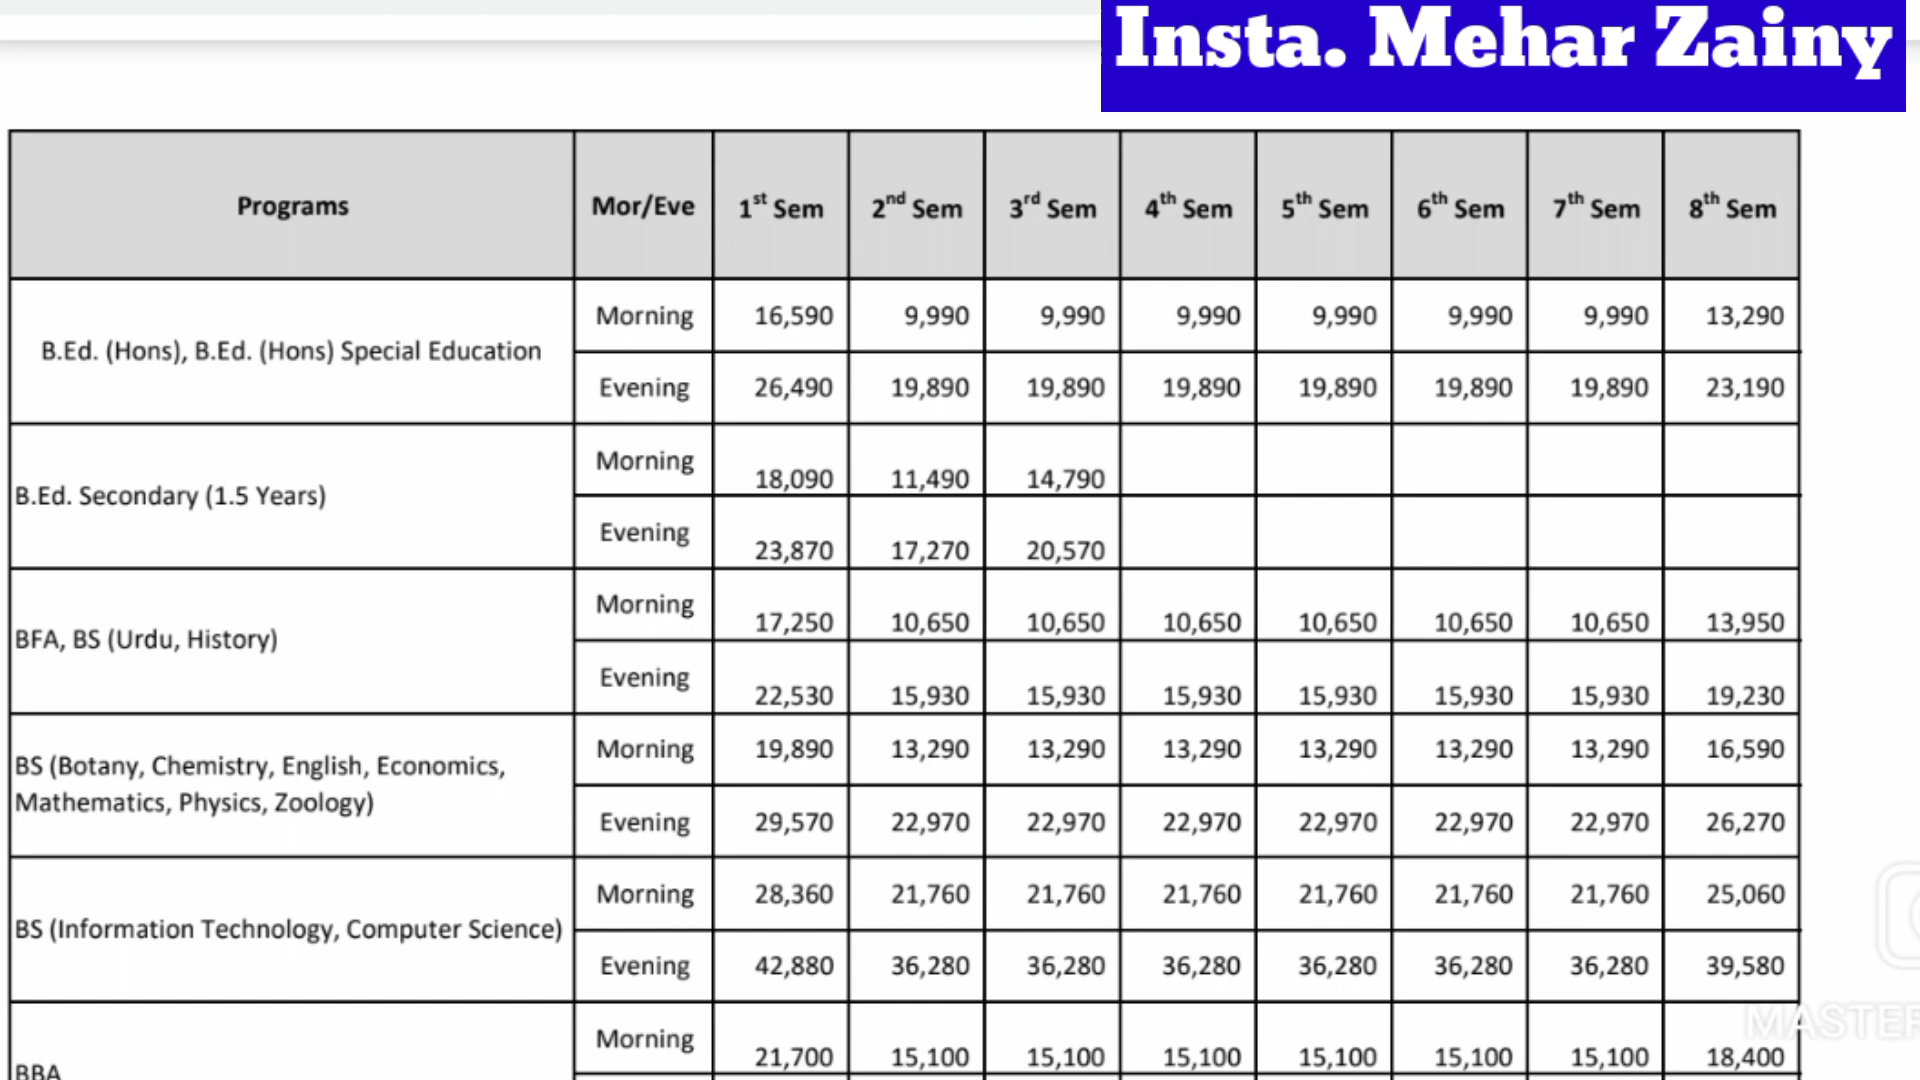 Insta. Mehar Zainy
Programs Mor/Eve 1st Sem 2nd Sem 3rd Sem 4th Sem 5th Sem 6th Sem 7th Sem 8th Sem
B.Ed. (Hons), B.Ed. (Hons) Special Education
Morning 16,590 9,990 9,990 9,990 9,990 9,990 9,990 13,290
Evening 26,490 19,890 19,890 19,890 19,890 19,890 19,890 23,190
B.Ed. Secondary (1.5 Years)
Morning 18,090 11,490 14,790
Evening 23,870 17,270 20,570
BFA, BS (Urdu, History)
Morning 17,250 10,650 10,650 10,650 10,650 10,650 10,650 13,950
Evening 22,530 15,930 15,930 15,930 15,930 15,930 15,930 19,230
BS (Botany, Chemistry, English, Economics,
Mathematics, Physics, Zoology)
Morning 19,890 13,290 13,290 13,290 13,290 13,290 13,290 16,590
Evening 29,570 22,970 22,970 22,970 22,970 22,970 22,970 26,270
BS (Information Technology, Computer Science)
Morning 28,360 21,760 21,760 21,760 21,760 21,760 21,760 25,060
Evening 42,880 36,280 36,280 36,280 36,280 36,280 36,280 39,580
BBA
Morning 21,700 15,100 15,100 15,100 15,100 15,100 15,100 18,400
MASTER